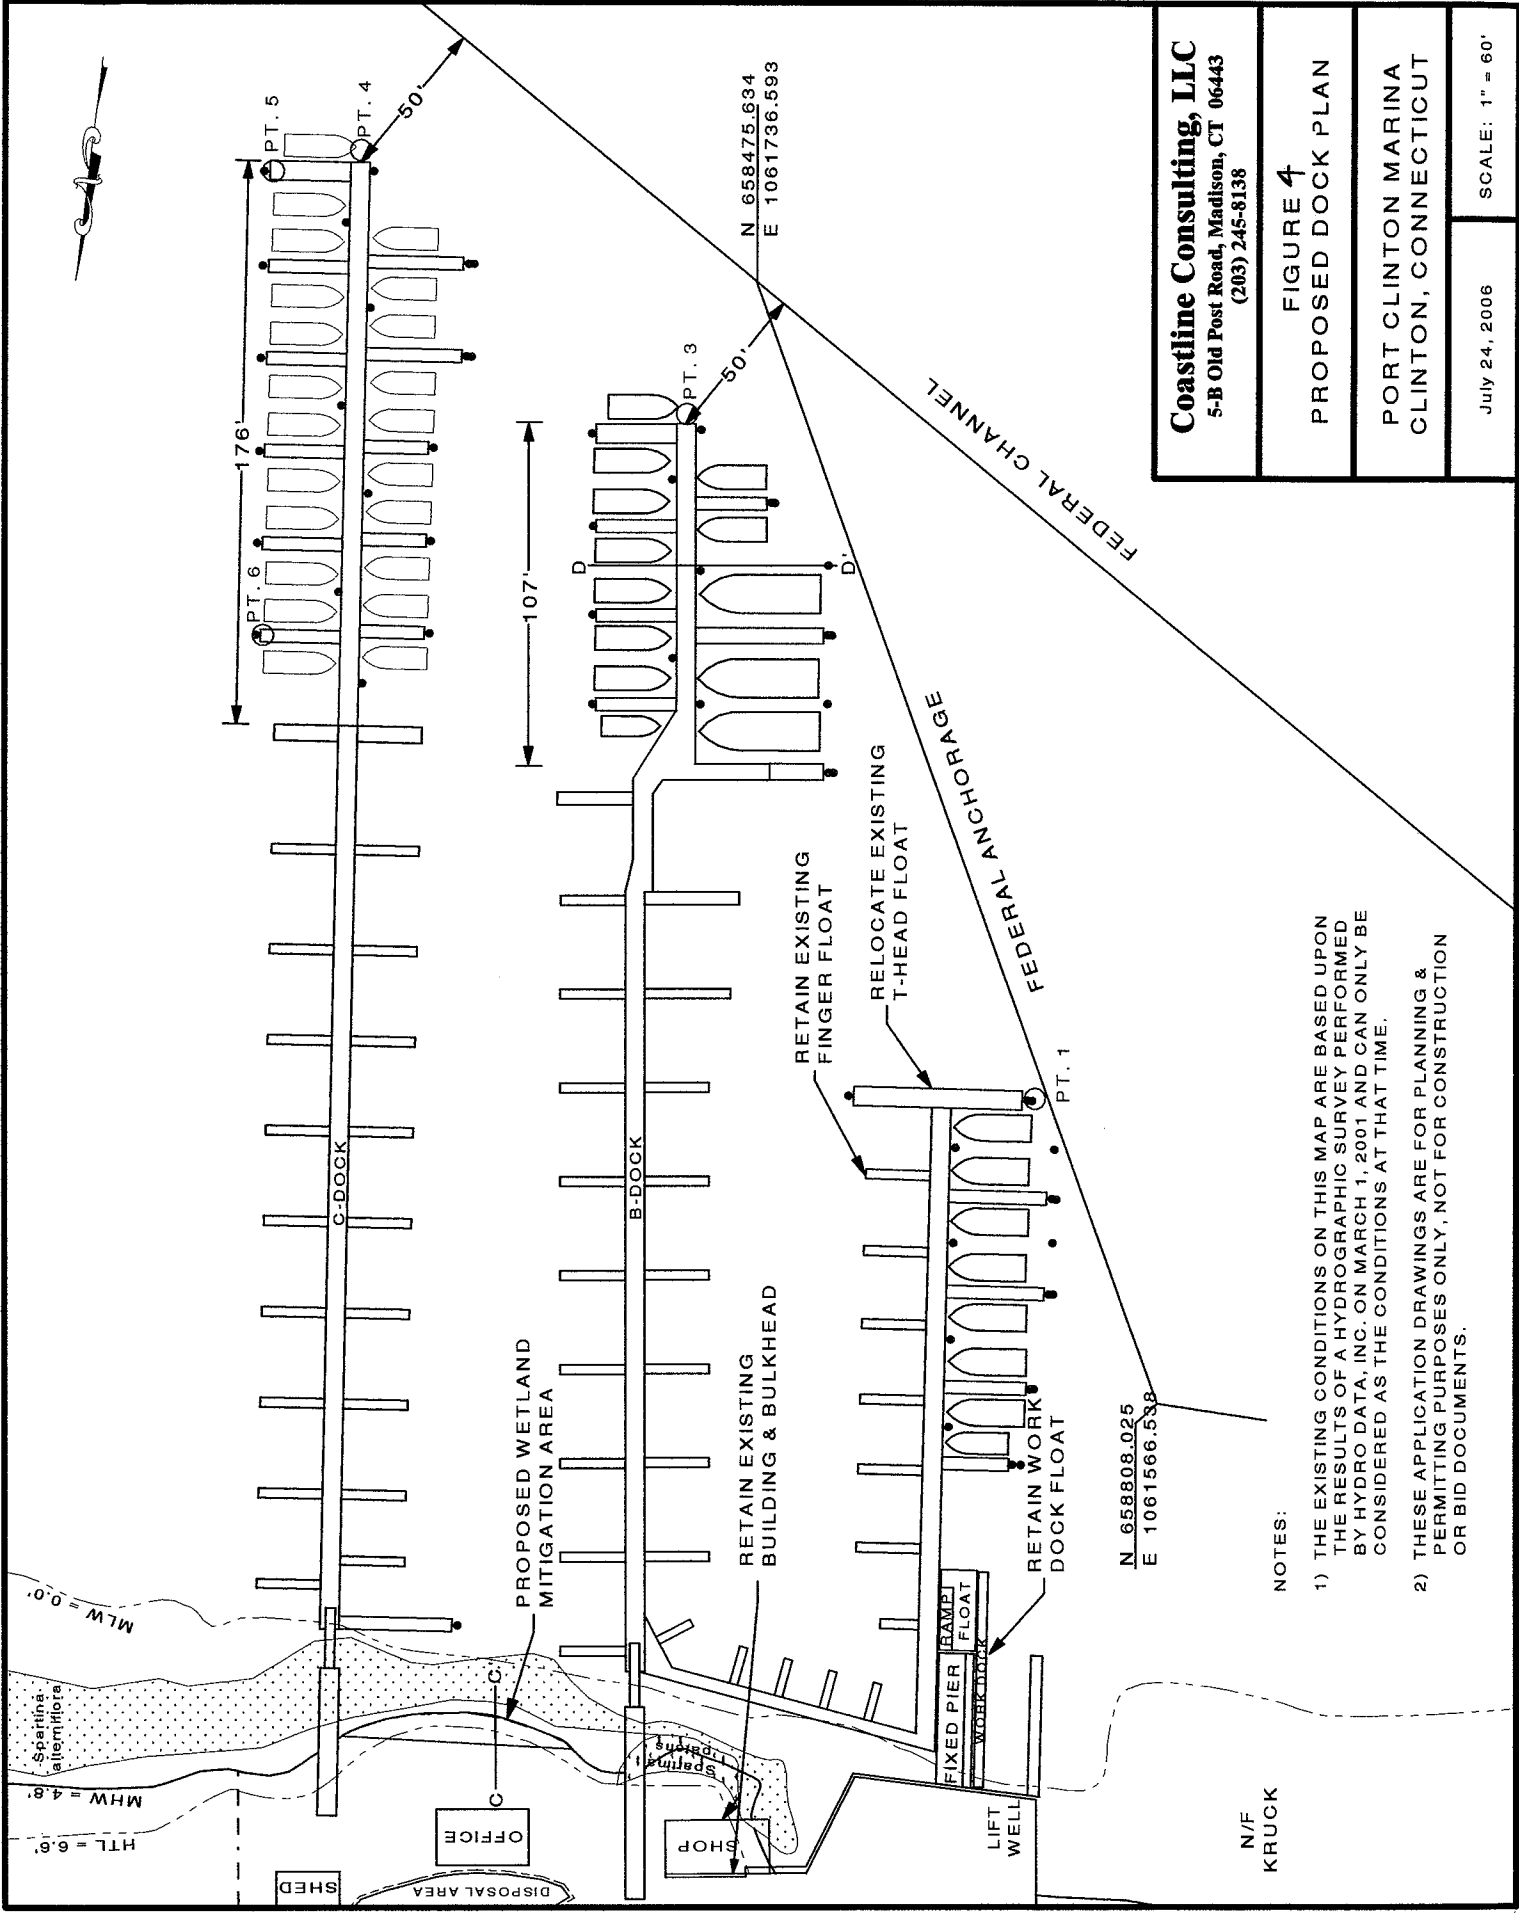 Coastline Consulting, LLC
5-B Old Post Road, Madison, CT 06443
(203) 245-8138
FIGURE 4
PROPOSED DOCK PLAN
PORT CLINTON MARINA
CLINTON, CONNECTICUT
July 24, 2006
SCALE: 1" = 60'
PT. 5
PT. 4
50'
176'
PT. 6
N 658475.634
E 1061736.593
PT. 3
50'
107'
D
D'
FEDERAL CHANNEL
FEDERAL ANCHORAGE
RETAIN EXISTING
FINGER FLOAT
RELOCATE EXISTING
T-HEAD FLOAT
PT. 1
C-DOCK
B-DOCK
PROPOSED WETLAND
MITIGATION AREA
RETAIN EXISTING
BUILDING & BULKHEAD
RETAIN WORK
DOCK FLOAT
N 658808.025
E 1061566.538
MLW = 0.0'
MHW = 4.8'
HTL = 6.6'
Spartina
alterniflora
Spartina
patens
C
C'
OFFICE
SHED
DISPOSAL AREA
SHOP
RAMP
FLOAT
FIXED PIER
WORK DOCK
LIFT
WELL
N/F
KRUCK
NOTES:
1) THE EXISTING CONDITIONS ON THIS MAP ARE BASED UPON
THE RESULTS OF A HYDROGRAPHIC SURVEY PERFORMED
BY HYDRO DATA, INC. ON MARCH 1, 2001 AND CAN ONLY BE
CONSIDERED AS THE CONDITIONS AT THAT TIME.
2) THESE APPLICATION DRAWINGS ARE FOR PLANNING &
PERMITTING PURPOSES ONLY, NOT FOR CONSTRUCTION
OR BID DOCUMENTS.